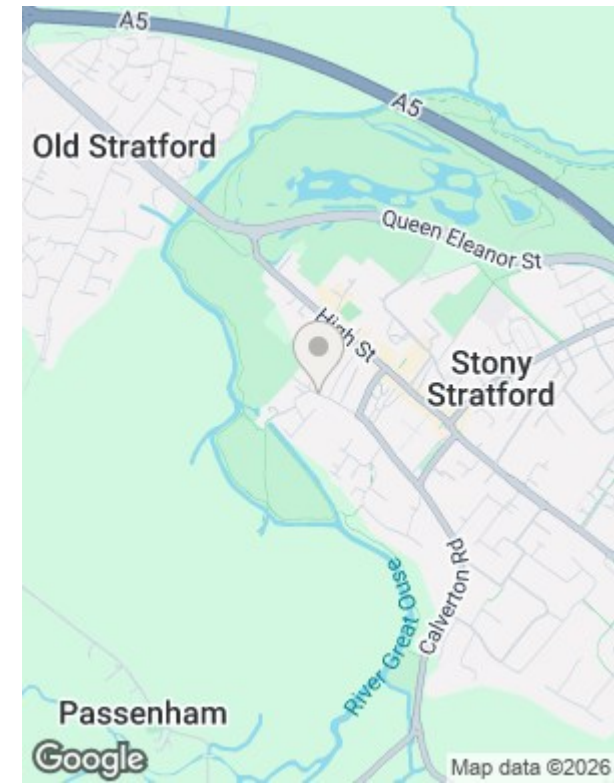 A5
A5
Old Stratford
Queen Eleanor St
High St
Stony
Stratford
Calverton Rd
River Great Ouse
Passenham
Google
Map data ©2026